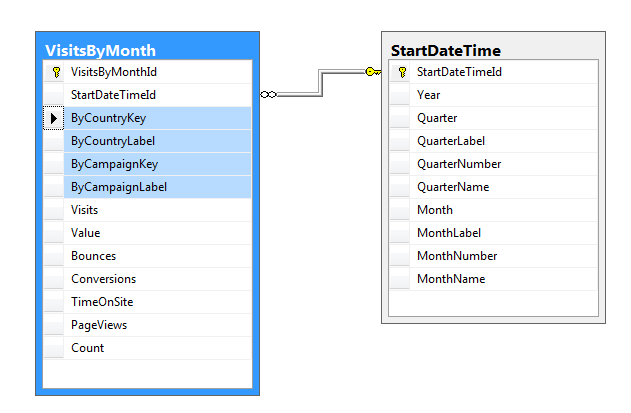 VisitsByMonth
VisitsByMonthId
StartDateTimeId
ByCountryKey
ByCountryLabel
ByCampaignKey
ByCampaignLabel
Visits
Value
Bounces
Conversions
TimeOnSite
PageViews
Count
StartDateTime
StartDateTimeId
Year
Quarter
QuarterLabel
QuarterNumber
QuarterName
Month
MonthLabel
MonthNumber
MonthName